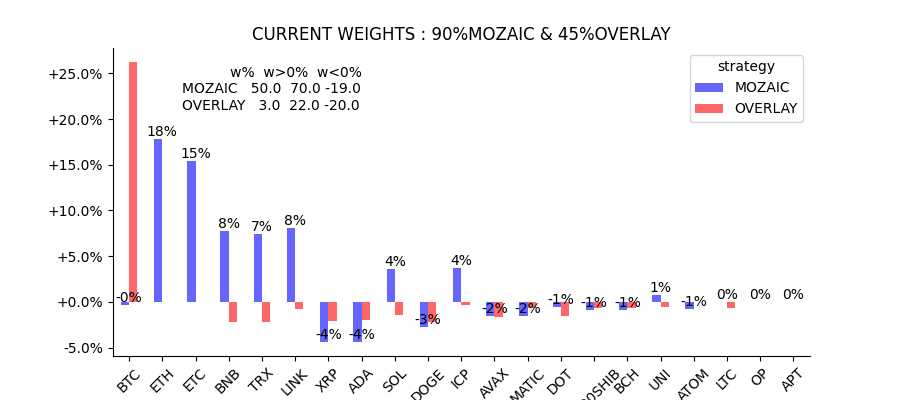 CURRENT WEIGHTS : 90%MOZAIC & 45%OVERLAY
w% w>0% w<0%
MOZAIC 50.0 70.0 -19.0
OVERLAY 3.0 22.0 -20.0
strategy
MOZAIC
OVERLAY
+25.0%
+20.0%
+15.0%
+10.0%
+5.0%
+0.0%
-5.0%
-0%
18%
15%
8%
7%
8%
-4%
-4%
4%
-3%
4%
-2%
-2%
-1%
-1%
-1%
1%
-1%
0%
0%
0%
BTC
ETH
ETC
BNB
TRX
LINK
XRP
ADA
SOL
DOGE
ICP
AVAX
MATIC
DOT
BCH
UNI
ATOM
LTC
OP
APT